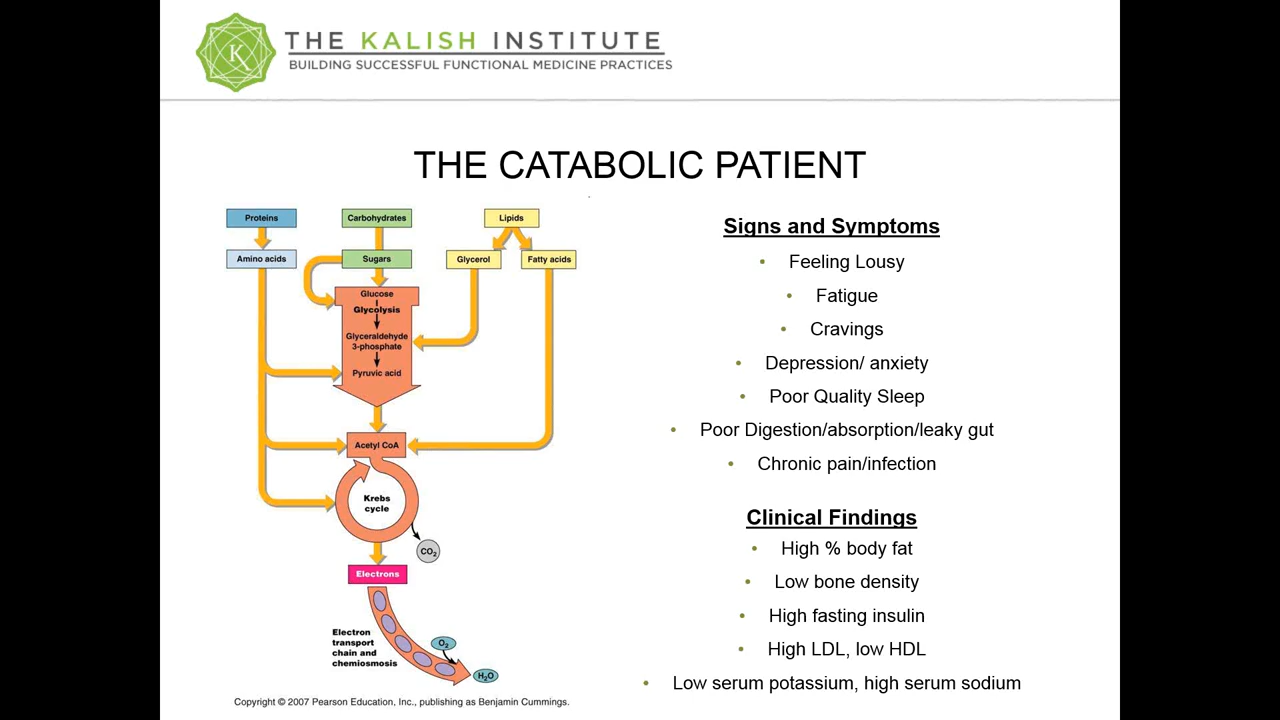 THE KALISH INSTITUTE
BUILDING SUCCESSFUL FUNCTIONAL MEDICINE PRACTICES
THE CATABOLIC PATIENT
Proteins
Carbohydrates
Lipids
Amino acids
Sugars
Glycerol
Fatty acids
Glucose
Glycolysis
Glyceraldehyde
3-phosphate
Pyruvic acid
Acetyl CoA
Krebs
cycle
CO2
Electrons
Electron
transport
chain and
chemiosmosis
O2
H2O
Copyright © 2007 Pearson Education, Inc., publishing as Benjamin Cummings.
Signs and Symptoms
• Feeling Lousy
• Fatigue
• Cravings
• Depression/ anxiety
• Poor Quality Sleep
• Poor Digestion/absorption/leaky gut
• Chronic pain/infection
Clinical Findings
• High % body fat
• Low bone density
• High fasting insulin
• High LDL, low HDL
• Low serum potassium, high serum sodium